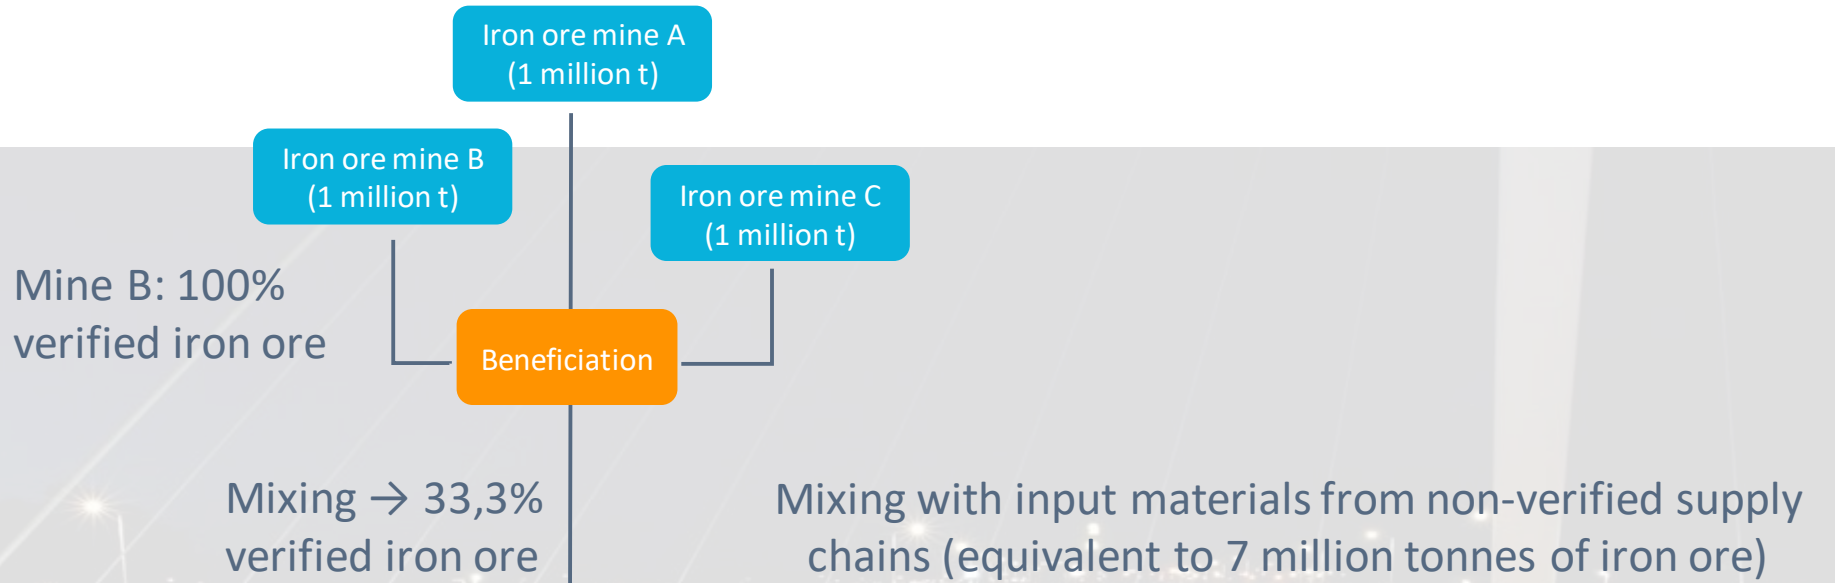 Iron ore mine A
(1 million t)
Iron ore mine B
(1 million t)
Iron ore mine C
(1 million t)
Mine B: 100%
verified iron ore
Beneficiation
Mixing → 33,3%
verified iron ore
Mixing with input materials from non-verified supply
chains (equivalent to 7 million tonnes of iron ore)